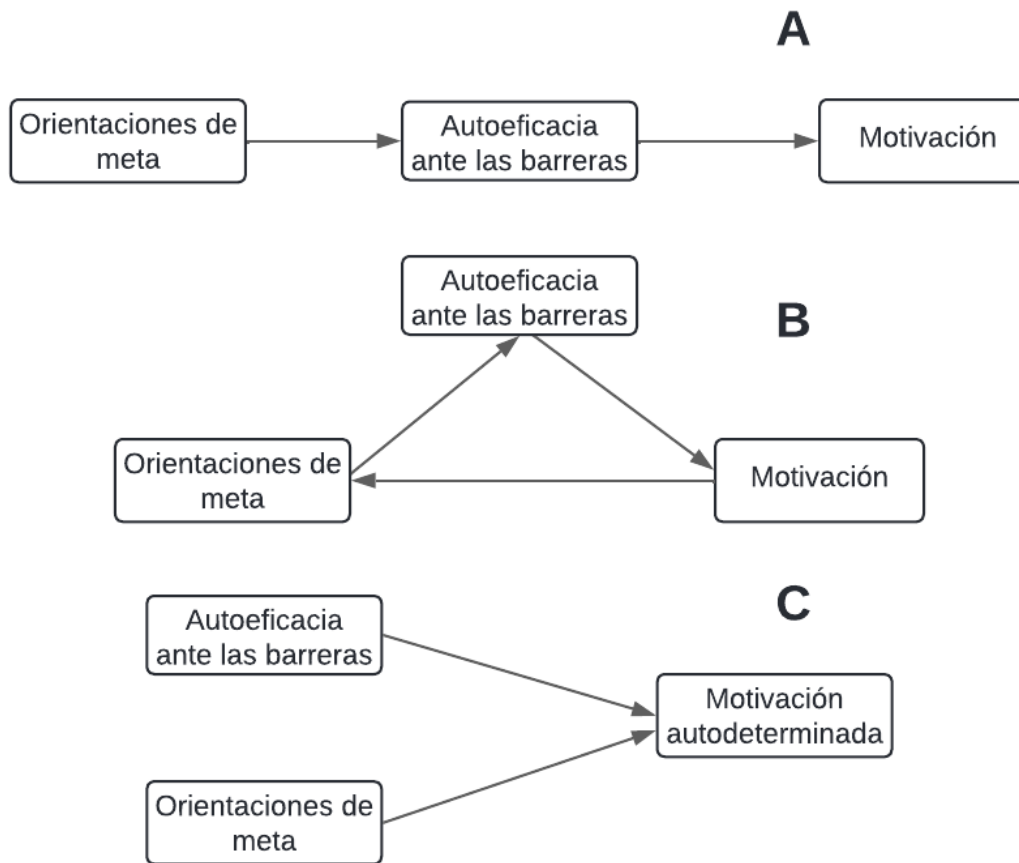 A
Orientaciones de
meta
Autoeficacia
ante las barreras
Motivación
Autoeficacia
ante las barreras
B
Orientaciones de
meta
Motivación
C
Autoeficacia
ante las barreras
Motivación
autodeterminada
Orientaciones de
meta